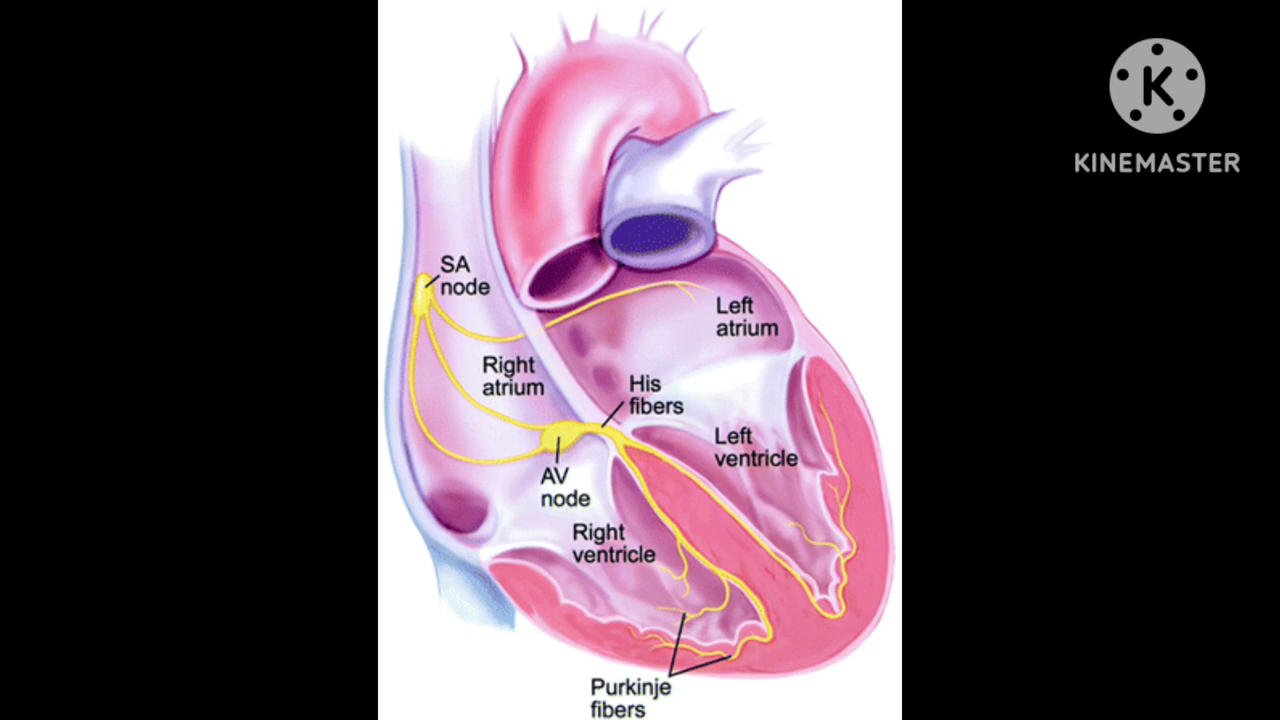 K
KINEMASTER
SA
node
Left
atrium
Right
atrium
His
fibers
Left
ventricle
AV
node
Right
ventricle
Purkinje
fibers